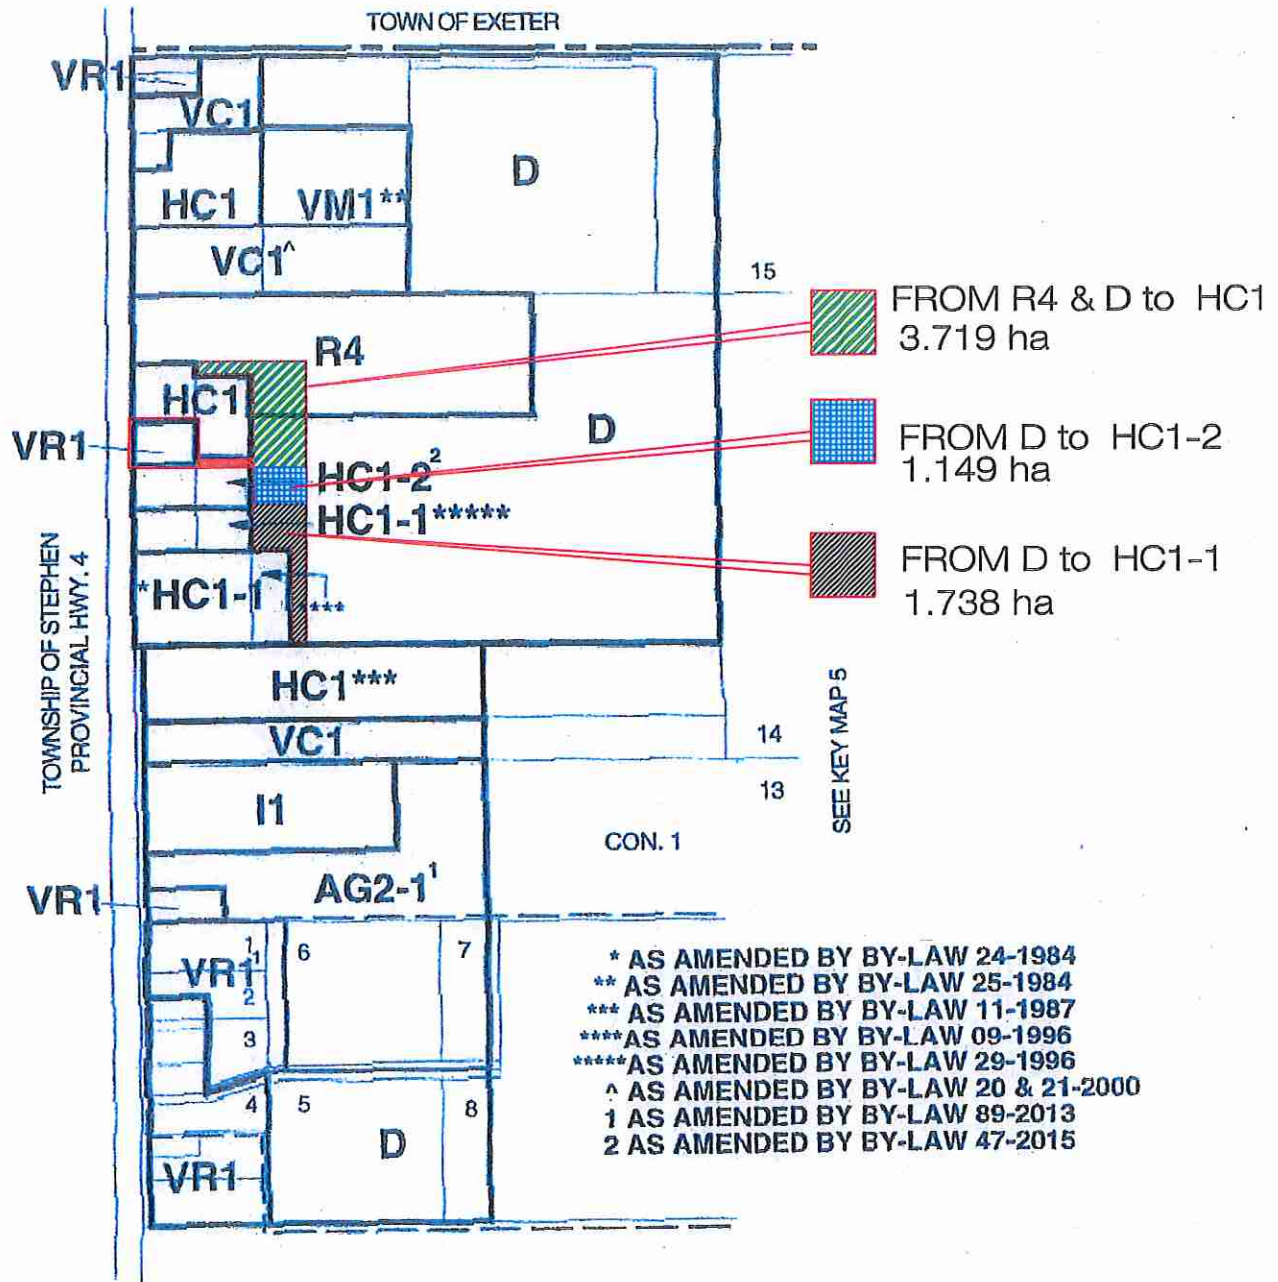 TOWN OF EXETER
VR1
VC1
D
HC1
VM1**
VC1^
15
FROM R4 & D to HC1
3.719 ha
R4
HC1
FROM D to HC1-2
1.149 ha
VR1
D
HC1-2²
HC1-1*****
FROM D to HC1-1
1.738 ha
*HC1-1
****
TOWNSHIP OF STEPHEN
PROVINCIAL HWY. 4
HC1***
SEE KEY MAP 5
VC1
14
13
I1
CON. 1
AG2-1¹
VR1
1
1
6
7
VR1
2
3
4
5
8
D
VR1
* AS AMENDED BY BY-LAW 24-1984
** AS AMENDED BY BY-LAW 25-1984
*** AS AMENDED BY BY-LAW 11-1987
****AS AMENDED BY BY-LAW 09-1996
*****AS AMENDED BY BY-LAW 29-1996
^ AS AMENDED BY BY-LAW 20 & 21-2000
1 AS AMENDED BY BY-LAW 89-2013
2 AS AMENDED BY BY-LAW 47-2015